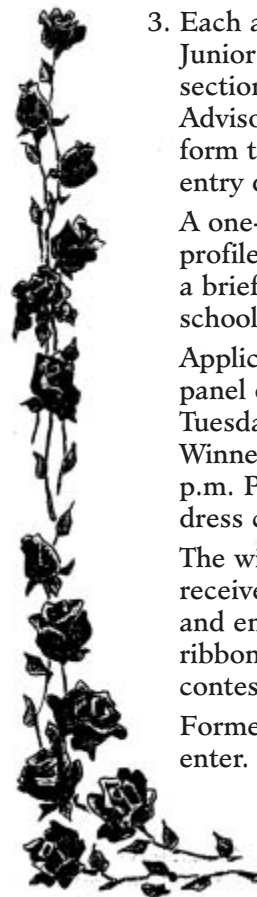 3. Each a
Junior
section
Adviso
form t
entry d
A one-
profile
a brief
school
Applic
panel
Tuesda
Winne
p.m. P
dress c
The wi
receive
and en
ribbon
contes
Forme
enter.